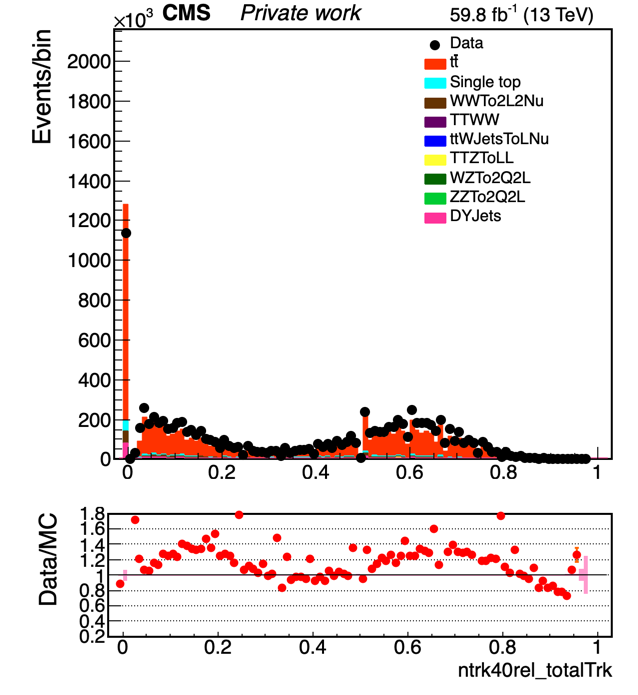 ×10³ CMS Private work 59.8 fb⁻¹ (13 TeV)
Events/bin
2000
1800
1600
1400
1200
1000
800
600
400
200
0
Data
tt̄
Single top
WWTo2L2Nu
TTWW
ttWJetsToLNu
TTZToLL
WZTo2Q2L
ZZTo2Q2L
DYJets
0 0.2 0.4 0.6 0.8 1
Data/MC
1.8
1.6
1.4
1.2
1
0.8
0.6
0.4
0.2
0 0.2 0.4 0.6 0.8 1
ntrk40rel_totalTrk